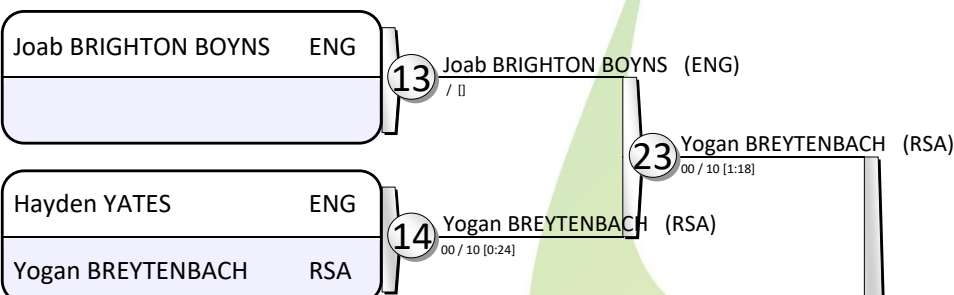 Joab BRIGHTON BOYNS ENG
13
Joab BRIGHTON BOYNS (ENG)
/ []
23
Yogan BREYTENBACH (RSA)
00 / 10 [1:18]
Hayden YATES ENG
Yogan BREYTENBACH RSA
14
Yogan BREYTENBACH (RSA)
00 / 10 [0:24]